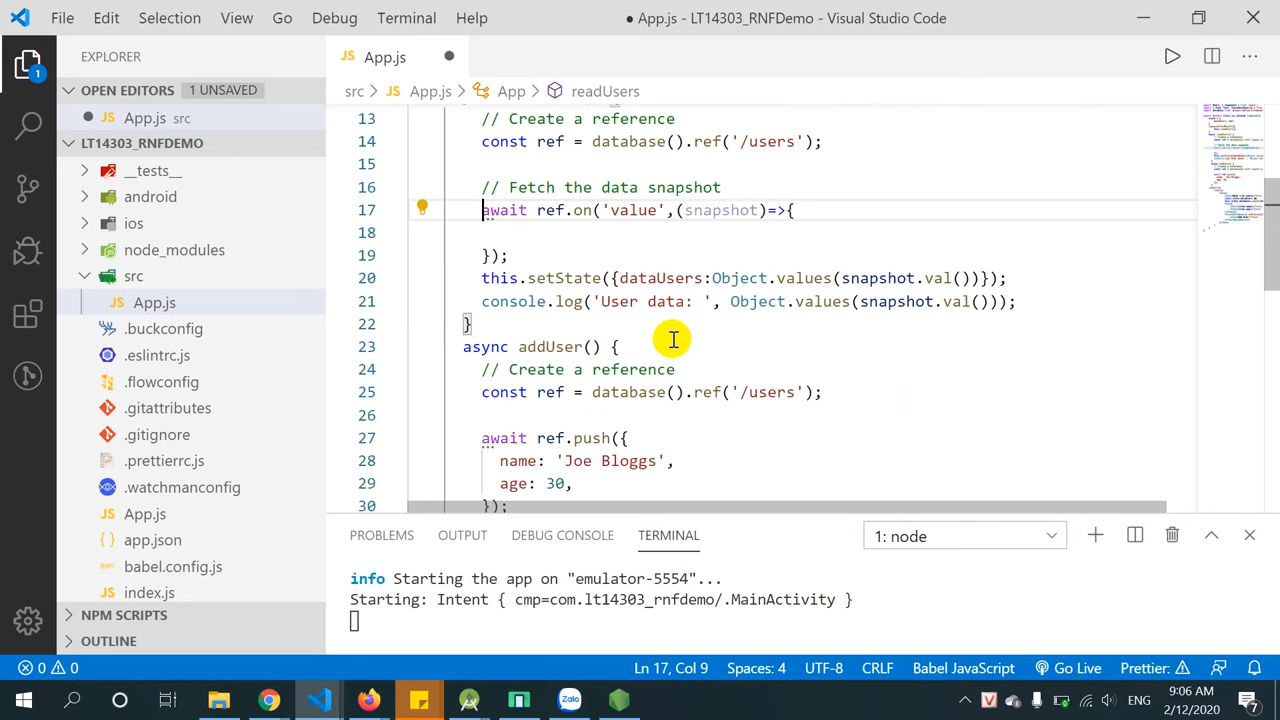 File Edit Selection View Go Debug Terminal Help ● App.js - LT14303_RNFDemo - Visual Studio Code
EXPLORER
OPEN EDITORS 1 UNSAVED
JS App.js src
LT14303_RNFDEMO
__tests__
android
ios
node_modules
src
JS App.js
.buckconfig
.eslintrc.js
.flowconfig
.gitattributes
.gitignore
.prettierrc.js
.watchmanconfig
JS App.js
{} app.json
babel.config.js
JS index.js
NPM SCRIPTS
OUTLINE
1
JS App.js ●
src > JS App.js > App > readUsers
13 // Create a reference
14 const ref = database().ref('/users');
15
16 // Fetch the data snapshot
17 await ref.on('value',(snapshot)=>{
18
19 });
20 this.setState({dataUsers:Object.values(snapshot.val())});
21 console.log('User data: ', Object.values(snapshot.val()));
22 }
23 async addUser() {
24 // Create a reference
25 const ref = database().ref('/users');
26
27 await ref.push({
28 name: 'Joe Bloggs',
29 age: 30,
30 });
PROBLEMS OUTPUT DEBUG CONSOLE TERMINAL 1: node
info Starting the app on "emulator-5554"...
Starting: Intent { cmp=com.lt14303_rnfdemo/.MainActivity }
0 0 Ln 17, Col 9 Spaces: 4 UTF-8 CRLF Babel JavaScript Go Live Prettier:
Zalo V ENG 9:06 AM
2/12/2020 7